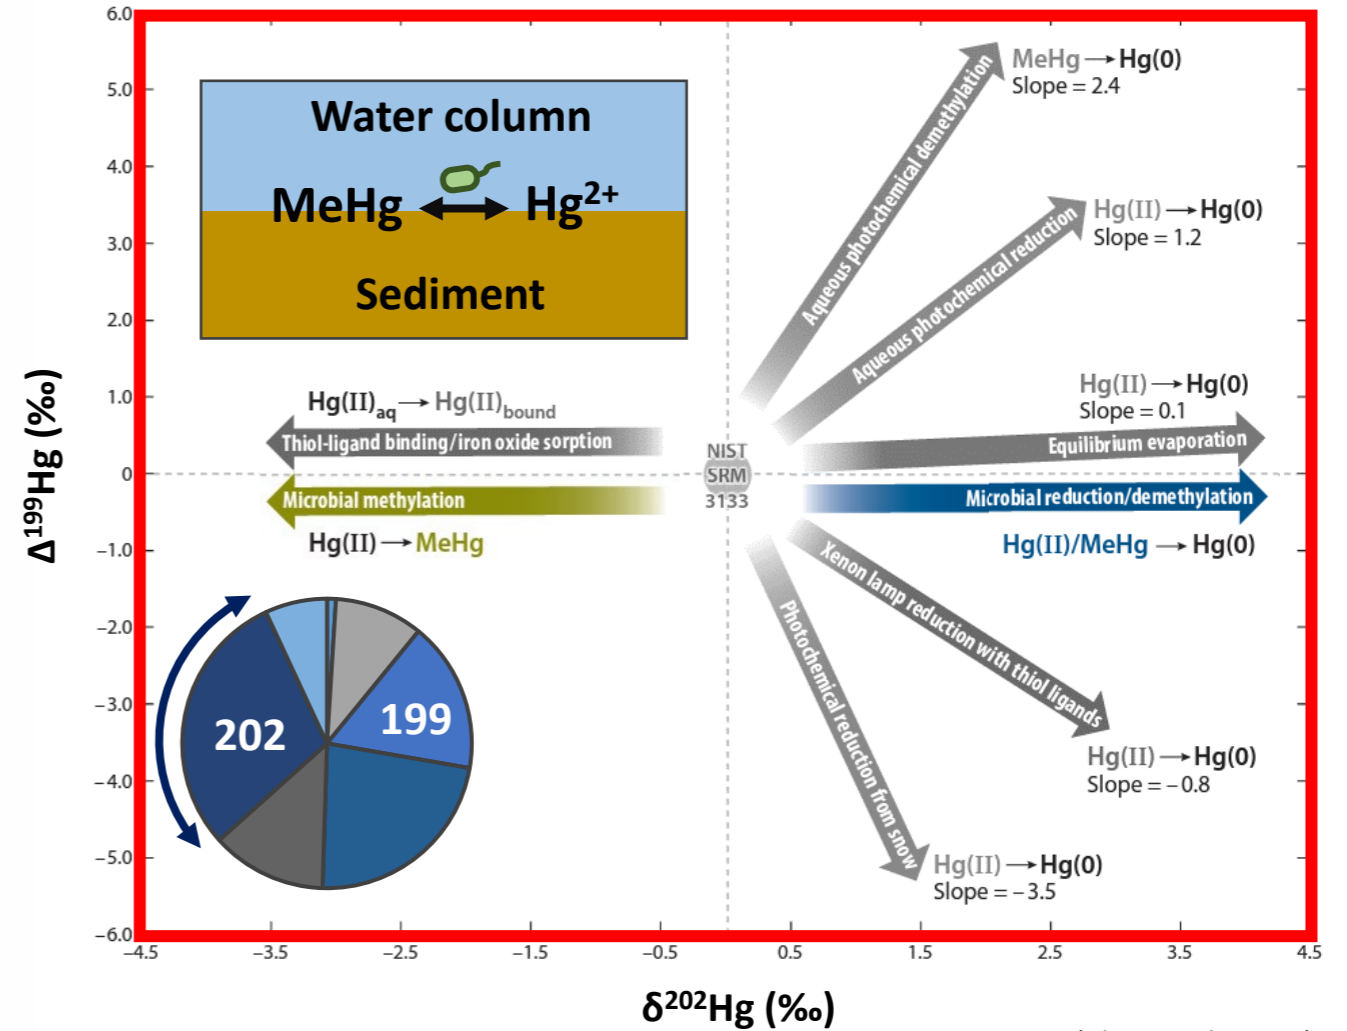 6.0
5.0
4.0
3.0
2.0
1.0
0
−1.0
−2.0
−3.0
−4.0
−5.0
−6.0
Δ¹⁹⁹Hg (‰)
Water column
MeHg Hg²⁺
Sediment
MeHg → Hg(0)
Slope = 2.4
Aqueous photochemical demethylation
Hg(II) → Hg(0)
Slope = 1.2
Aqueous photochemical reduction
Hg(II)aq → Hg(II)bound
Thiol-ligand binding/iron oxide sorption
Hg(II) → Hg(0)
Slope = 0.1
Equilibrium evaporation
NIST
SRM
3133
Microbial methylation
Hg(II) → MeHg
Microbial reduction/demethylation
Hg(II)/MeHg → Hg(0)
Xenon lamp reduction with thiol ligands
Hg(II) → Hg(0)
Slope = −0.8
Photochemical reduction from snow
Hg(II) → Hg(0)
Slope = −3.5
202
199
−4.5 −3.5 −2.5 −1.5 −0.5 0.5 1.5 2.5 3.5 4.5
δ²⁰²Hg (‰)